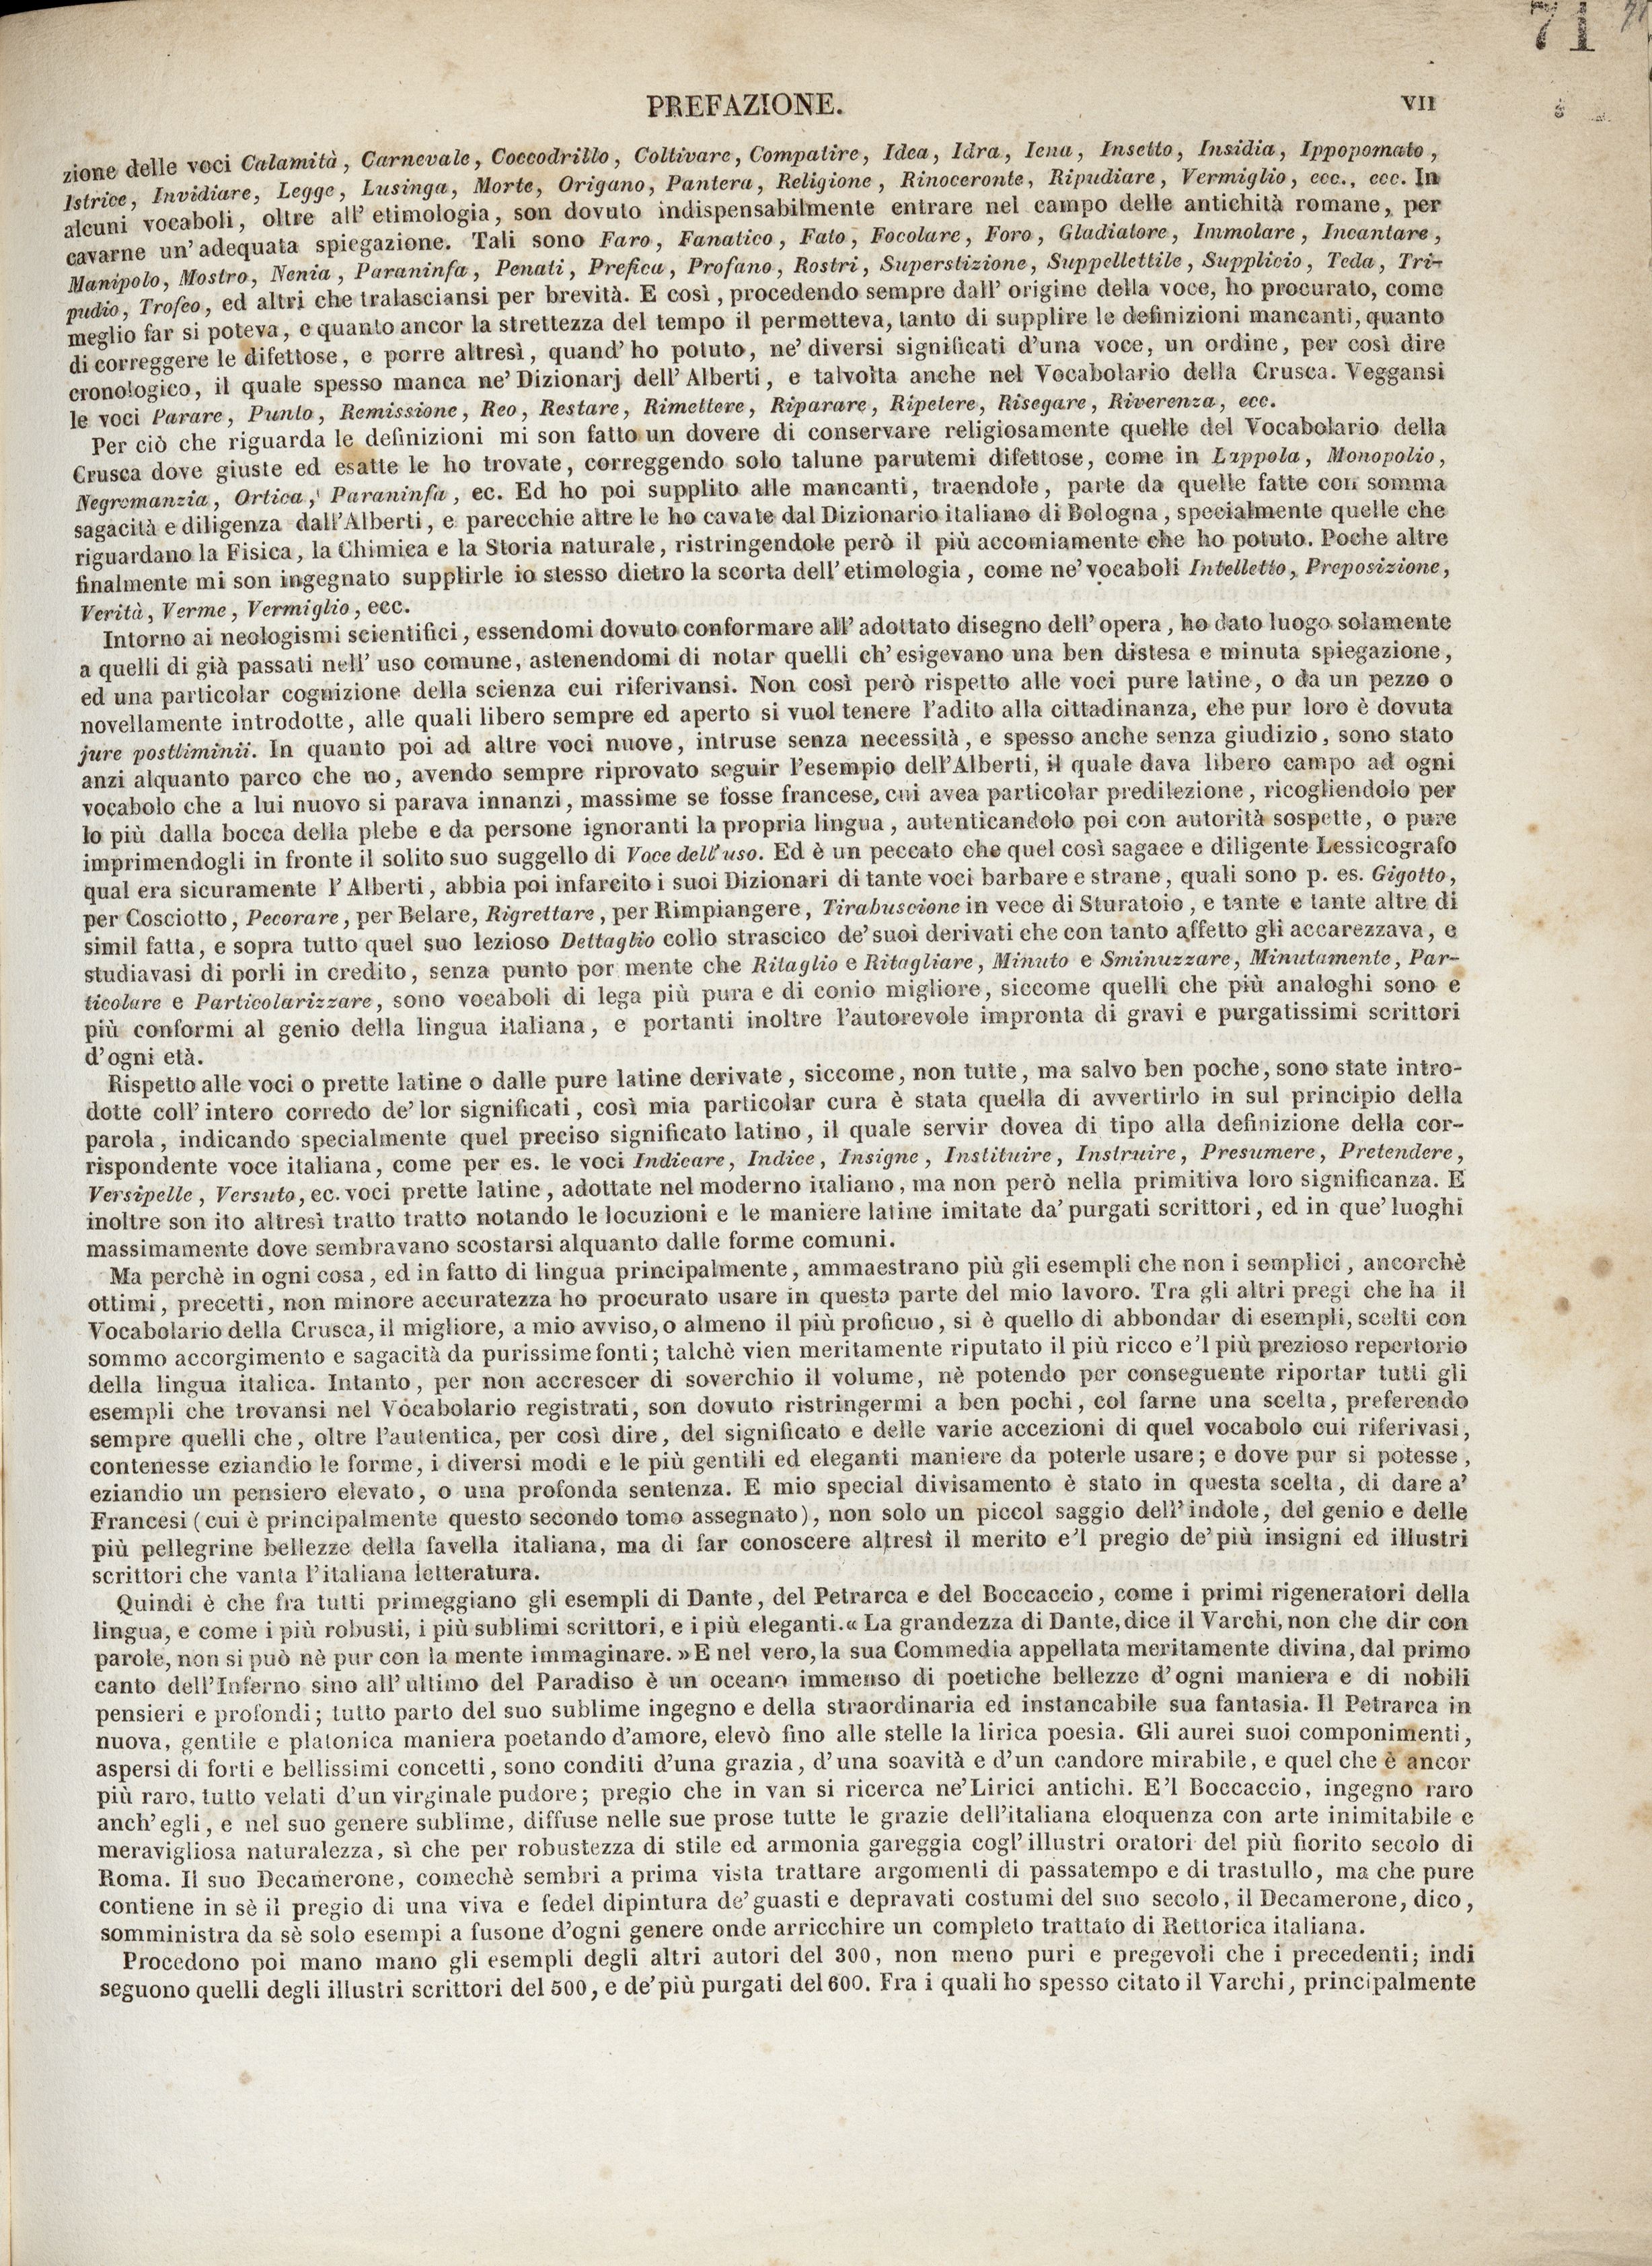 71
PREFAZIONE.
VII
zione delle voci Calamità, Carnevale, Coccodrillo, Coltivare, Compatire, Idea, Idra, Iena, Insetto, Insidia, Ippopomato,
Istrice, Invidiare, Legge, Lusinga, Morte, Origano, Pantera, Religione, Rinoceronte, Ripudiare, Vermiglio, ecc., ecc. In
alcuni vocaboli, oltre all' etimologia, son dovuto indispensabilmente entrare nel campo delle antichità romane, per
cavarne un' adequata spiegazione. Tali sono Faro, Fanatico, Fato, Focolare, Foro, Gladiatore, Immolare, Incantare,
Manipolo, Mostro, Nenia, Paraninfa, Penati, Prefica, Profano, Rostri, Superstizione, Suppellettile, Supplicio, Teda, Tri-
pudio, Trofeo, ed altri che tralasciansi per brevità. E così, procedendo sempre dall' origine della voce, ho procurato, come
meglio far si poteva, e quanto ancor la strettezza del tempo il permetteva, tanto di supplire le definizioni mancanti, quanto
di correggere le difettose, e porre altresì, quand' ho potuto, ne' diversi significati d'una voce, un ordine, per così dire
cronologico, il quale spesso manca ne' Dizionarj dell' Alberti, e talvolta anche nel Vocabolario della Crusca. Veggansi
le voci Parare, Punto, Remissione, Reo, Restare, Rimettere, Riparare, Ripetere, Risegare, Riverenza, ecc.
Per ciò che riguarda le definizioni mi son fatto un dovere di conservare religiosamente quelle del Vocabolario della
Crusca dove giuste ed esatte le ho trovate, correggendo solo talune parutemi difettose, come in Lappola, Monopolio,
Negromanzia, Ortica, Paraninfa, ec. Ed ho poi supplito alle mancanti, traendole, parte da quelle fatte con somma
sagacità e diligenza dall'Alberti, e parecchie altre le ho cavate dal Dizionario italiano di Bologna, specialmente quelle che
riguardano la Fisica, la Chimica e la Storia naturale, ristringendole però il più acconciamente che ho potuto. Poche altre
finalmente mi son ingegnato supplirle io stesso dietro la scorta dell' etimologia, come ne' vocaboli Intelletto, Preposizione,
Verità, Verme, Vermiglio, ecc.
Intorno ai neologismi scientifici, essendomi dovuto conformare all' adottato disegno dell' opera, ho dato luogo solamente
a quelli di già passati nell' uso comune, astenendomi di notar quelli ch' esigevano una ben distesa e minuta spiegazione,
ed una particolar cognizione della scienza cui riferivansi. Non così però rispetto alle voci pure latine, o da un pezzo o
novellamente introdotte, alle quali libero sempre ed aperto si vuol tenere l'adito alla cittadinanza, che pur loro è dovuta
jure postliminii. In quanto poi ad altre voci nuove, intruse senza necessità, e spesso anche senza giudizio, sono stato
anzi alquanto parco che no, avendo sempre riprovato seguir l'esempio dell'Alberti, il quale dava libero campo ad ogni
vocabolo che a lui nuovo si parava innanzi, massime se fosse francese, cui avea particolar predilezione, ricogliendolo per
lo più dalla bocca della plebe e da persone ignoranti la propria lingua, autenticandolo poi con autorità sospette, o pure
imprimendogli in fronte il solito suo suggello di Voce dell'uso. Ed è un peccato che quel così sagace e diligente Lessicografo
qual era sicuramente l'Alberti, abbia poi infarcito i suoi Dizionari di tante voci barbare e strane, quali sono p. es. Gigotto,
per Cosciotto, Pecorare, per Belare, Rigrettare, per Rimpiangere, Tirabuscione in vece di Sturatoio, e tante e tante altre di
simil fatta, e sopra tutto quel suo lezioso Dettaglio collo strascico de' suoi derivati che con tanto affetto gli accarezzava, e
studiavasi di porli in credito, senza punto por mente che Ritaglio e Ritagliare, Minuto e Sminuzzare, Minutamente, Par-
ticolare e Particolarizzare, sono vocaboli di lega più pura e di conio migliore, siccome quelli che più analoghi sono e
più conformi al genio della lingua italiana, e portanti inoltre l'autorevole impronta di gravi e purgatissimi scrittori
d'ogni età.
Rispetto alle voci o prette latine o dalle pure latine derivate, siccome, non tutte, ma salvo ben poche, sono state intro-
dotte coll' intero corredo de' lor significati, così mia particolar cura è stata quella di avvertirlo in sul principio della
parola, indicando specialmente quel preciso significato latino, il quale servir dovea di tipo alla definizione della cor-
rispondente voce italiana, come per es. le voci Indicare, Indice, Insigne, Instituire, Instruire, Presumere, Pretendere,
Versipelle, Versuto, ec. voci prette latine, adottate nel moderno italiano, ma non però nella primitiva loro significanza. E
inoltre son ito altresì tratto tratto notando le locuzioni e le maniere latine imitate da' purgati scrittori, ed in que' luoghi
massimamente dove sembravano scostarsi alquanto dalle forme comuni.
Ma perchè in ogni cosa, ed in fatto di lingua principalmente, ammaestrano più gli esempli che non i semplici, ancorchè
ottimi, precetti, non minore accuratezza ho procurato usare in questa parte del mio lavoro. Tra gli altri pregi che ha il
Vocabolario della Crusca, il migliore, a mio avviso, o almeno il più proficuo, si è quello di abbondar di esempli, scelti con
sommo accorgimento e sagacità da purissime fonti; talchè vien meritamente riputato il più ricco e 'l più prezioso repertorio
della lingua italica. Intanto, per non accrescer di soverchio il volume, nè potendo per conseguente riportar tutti gli
esempli che trovansi nel Vocabolario registrati, son dovuto ristringermi a ben pochi, col farne una scelta, preferendo
sempre quelli che, oltre l'autentica, per così dire, del significato e delle varie accezioni di quel vocabolo cui riferivasi,
contenesse eziandio le forme, i diversi modi e le più gentili ed eleganti maniere da poterle usare; e dove pur si potesse,
eziandio un pensiero elevato, o una profonda sentenza. E mio special divisamento è stato in questa scelta, di dare a'
Francesi (cui è principalmente questo secondo tomo assegnato), non solo un piccol saggio dell' indole, del genio e delle
più pellegrine bellezze della favella italiana, ma di far conoscere altresì il merito e'l pregio de' più insigni ed illustri
scrittori che vanta l'italiana letteratura.
Quindi è che fra tutti primeggiano gli esempli di Dante, del Petrarca e del Boccaccio, come i primi rigeneratori della
lingua, e come i più robusti, i più sublimi scrittori, e i più eleganti. « La grandezza di Dante, dice il Varchi, non che dir con
parole, non si può nè pur con la mente immaginare. » E nel vero, la sua Commedia appellata meritamente divina, dal primo
canto dell'Inferno sino all' ultimo del Paradiso è un oceano immenso di poetiche bellezze d'ogni maniera e di nobili
pensieri e profondi; tutto parto del suo sublime ingegno e della straordinaria ed instancabile sua fantasia. Il Petrarca in
nuova, gentile e platonica maniera poetando d'amore, elevò fino alle stelle la lirica poesia. Gli aurei suoi componimenti,
aspersi di forti e bellissimi concetti, sono conditi d'una grazia, d'una soavità e d'un candore mirabile, e quel che è ancor
più raro, tutto velati d'un virginale pudore; pregio che in van si ricerca ne' Lirici antichi. E'l Boccaccio, ingegno raro
anch' egli, e nel suo genere sublime, diffuse nelle sue prose tutte le grazie dell'italiana eloquenza con arte inimitabile e
meravigliosa naturalezza, sì che per robustezza di stile ed armonia gareggia cogl' illustri oratori del più fiorito secolo di
Roma. Il suo Decamerone, comechè sembri a prima vista trattare argomenti di passatempo e di trastullo, ma che pure
contiene in sè il pregio di una viva e fedel dipintura de' guasti e depravati costumi del suo secolo, il Decamerone, dico,
somministra da sè solo esempi a fusone d'ogni genere onde arricchire un completo trattato di Rettorica italiana.
Procedono poi mano mano gli esempli degli altri autori del 300, non meno puri e pregevoli che i precedenti; indi
seguono quelli degli illustri scrittori del 500, e de' più purgati del 600. Fra i quali ho spesso citato il Varchi, principalmente